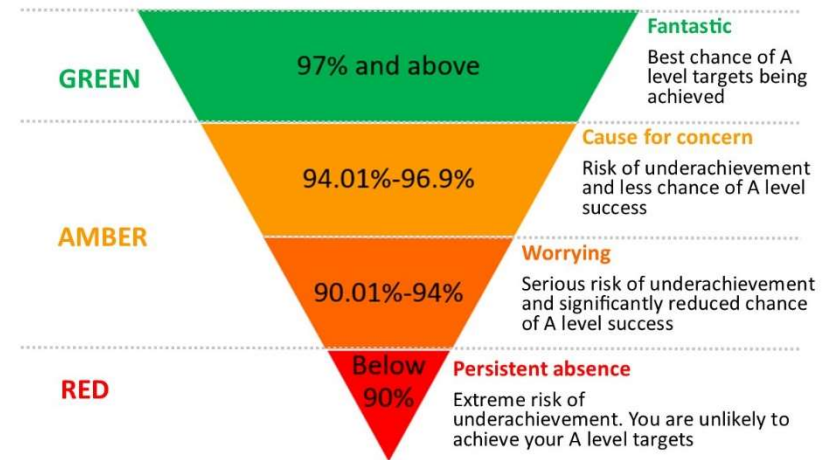 Fantastic
97% and above
GREEN
Best chance of A
level targets being
achieved
Cause for concern
94.01%-96.9%
Risk of underachievement
and less chance of A level
success
AMBER
Worrying
90.01%-94%
Serious risk of underachievement
and significantly reduced chance
of A level success
RED
Below
90%
Persistent absence
Extreme risk of
underachievement. You are unlikely to
achieve your A level targets